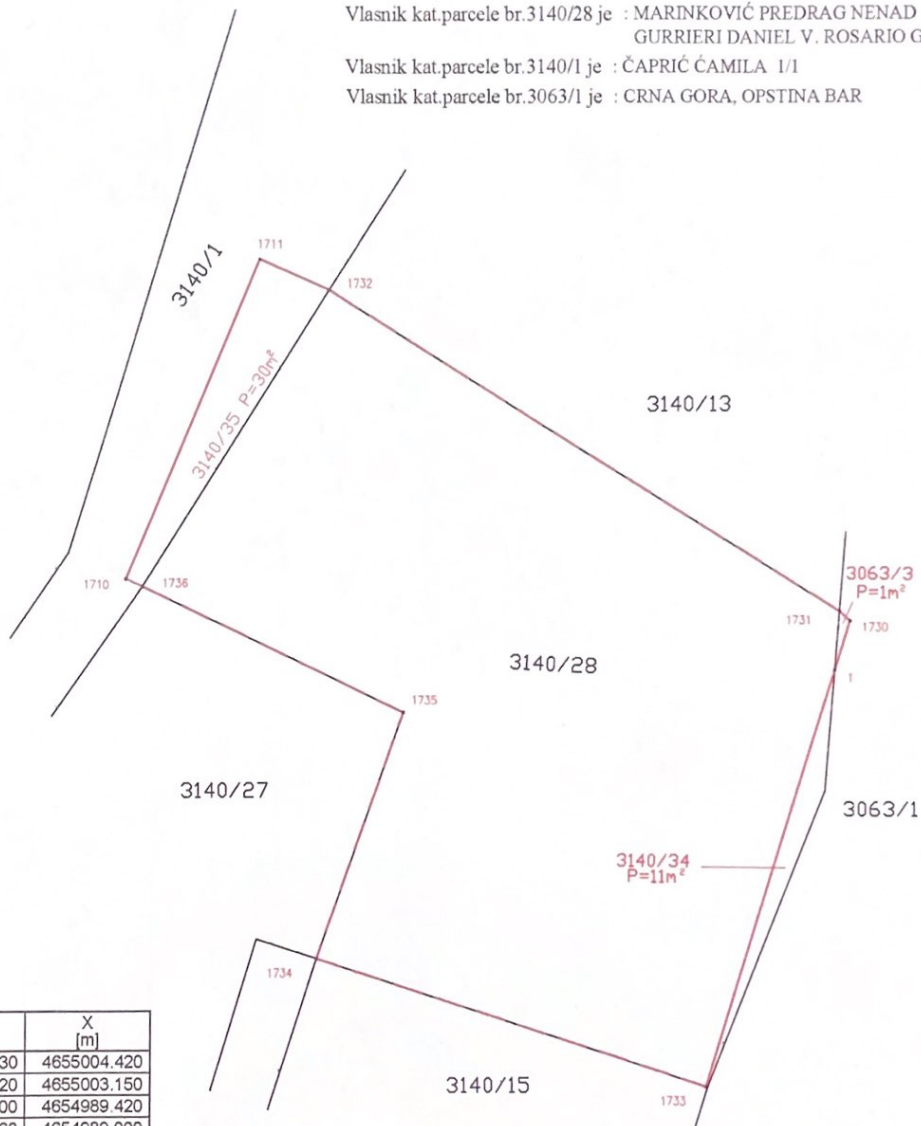 Vlasnik kat.parcele br.3140/28 je : MARINKOVIĆ PREDRAG NENAD
GURRIERI DANIEL V. ROSARIO G
Vlasnik kat.parcele br.3140/1 je : ČAPRIĆ ĆAMILA 1/1
Vlasnik kat.parcele br.3063/1 je : CRNA GORA, OPSTINA BAR
1711
3140/1
1732
3140/35 P=30m²
3140/13
3063/3
P=1m²
1710
1736
1731
1730
3140/28
1
1735
3140/27
3063/1
3140/34
P=11m²
1734
3140/15
1733
X
[m]
30 4655004.420
20 4655003.150
00 4654989.420